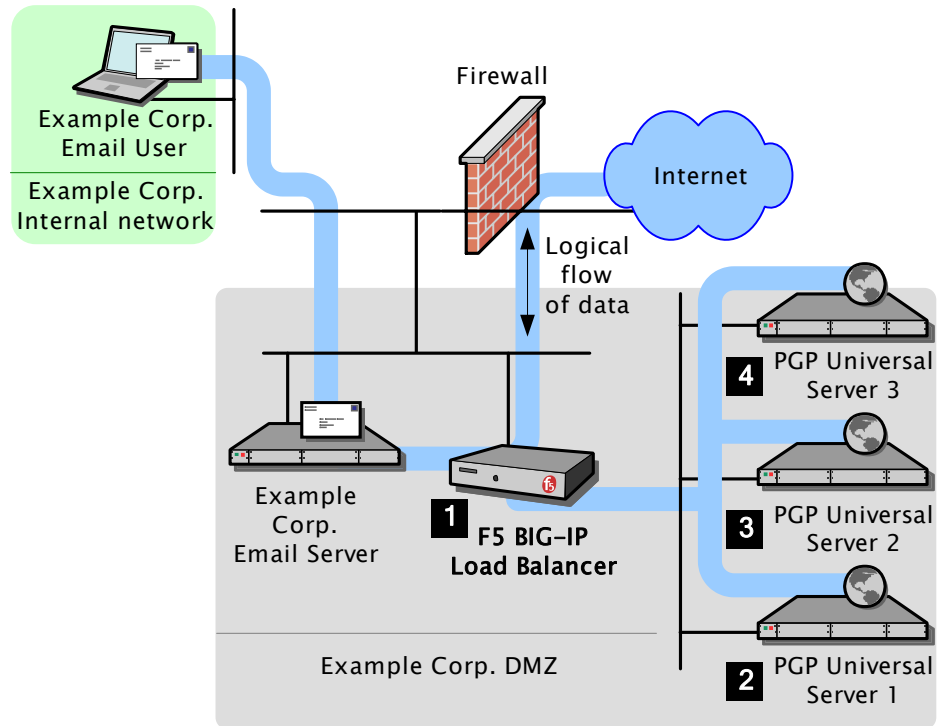 Example Corp.
Email User
Example Corp.
Internal network
Firewall
Internet
Logical
flow
of data
4
PGP Universal
Server 3
3
PGP Universal
Server 2
2
PGP Universal
Server 1
Example
Corp.
Email Server
1
f5
F5 BIG-IP
Load Balancer
Example Corp. DMZ